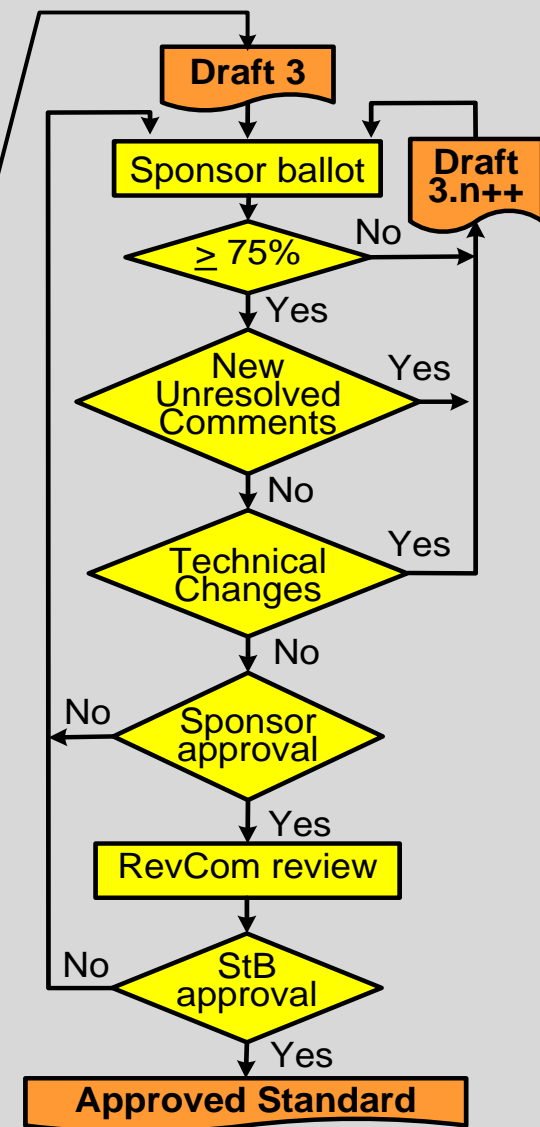 Draft 3
Sponsor ballot
Draft
3.n++
≥ 75%
No
Yes
New
Unresolved
Comments
Yes
No
Technical
Changes
Yes
No
Sponsor
approval
No
Yes
RevCom review
StB
approval
No
Yes
Approved Standard